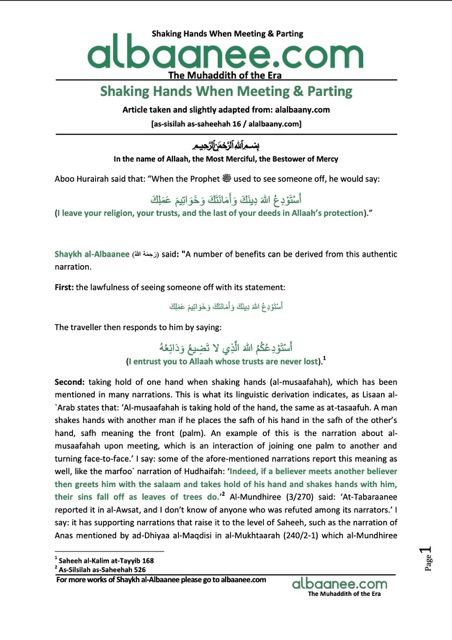 Shaking Hands When Meeting & Parting
albaanee.com
The Muhaddith of the Era
Shaking Hands When Meeting & Parting
Article taken and slightly adapted from: alalbaany.com
[as-sisilah as-saheehah 16 / alalbany.com]
بِسْمِ اللهِ الرَّحْمَنِ الرَّحِيمِ
In the name of Allaah, the Most Merciful, the Bestower of Mercy
Aboo Hurairah said that: “When the Prophet ﷺ used to see someone off, he would say:
أَسْتَوْدِعُ اللهَ دِينَكَ وَأَمَانَتَكَ وَخَوَاتِيمَ عَمَلِكَ
(I leave your religion, your trusts, and the last of your deeds in Allaah’s protection).”
Shaykh al-Albaanee (رَحِمَهُ اللهُ) said: "A number of benefits can be derived from this authentic
narration.
First: the lawfulness of seeing someone off with its statement:
أَسْتَوْدِعُ اللهَ دِينَكَ وَأَمَانَتَكَ وَخَوَاتِيمَ عَمَلِكَ
The traveller then responds to him by saying:
أَسْتَوْدِعُكُمُ اللهَ الَّذِي لا تَضِيعُ وَدَائِعُهُ
(I entrust you to Allaah whose trusts are never lost).1
Second: taking hold of one hand when shaking hands (al-musaafahah), which has been
mentioned in many narrations. This is what its linguistic derivation indicates, as Lisaan al-
`Arab states that: ‘Al-musaafahah is taking hold of the hand, the same as at-tasaafuh. A man
shakes hands with another man if he places the safh of his hand in the safh of the other’s
hand, safh meaning the front (palm). An example of this is the narration about al-
musaafahah upon meeting, which is an interaction of joining one palm to another and
turning face-to-face.’ I say: some of the afore-mentioned narrations report this meaning as
well, like the marfoo` narration of Hudhaifah: ‘Indeed, if a believer meets another believer
then greets him with the salaam and takes hold of his hand and shakes hands with him,
their sins fall off as leaves of trees do.’2 Al-Mundhiree (3/270) said: ‘At-Tabaraanee
reported it in al-Awsat, and I don’t know of anyone who was refuted among its narrators.’ I
say: it has supporting narrations that raise it to the level of Saheeh, such as the narration of
Anas mentioned by ad-Dhiyaa al-Maqdisi in al-Mukhtaarah (240/2-1) which al-Mundhiree
1 Saheeh al-Kalim at-Tayyib 168
2 As-Silsilah as-Saheehah 526
For more works of Shaykh al-Albaanee please go to albaanee.com
albaanee.com
The Muhaddith of the Era
Page 1